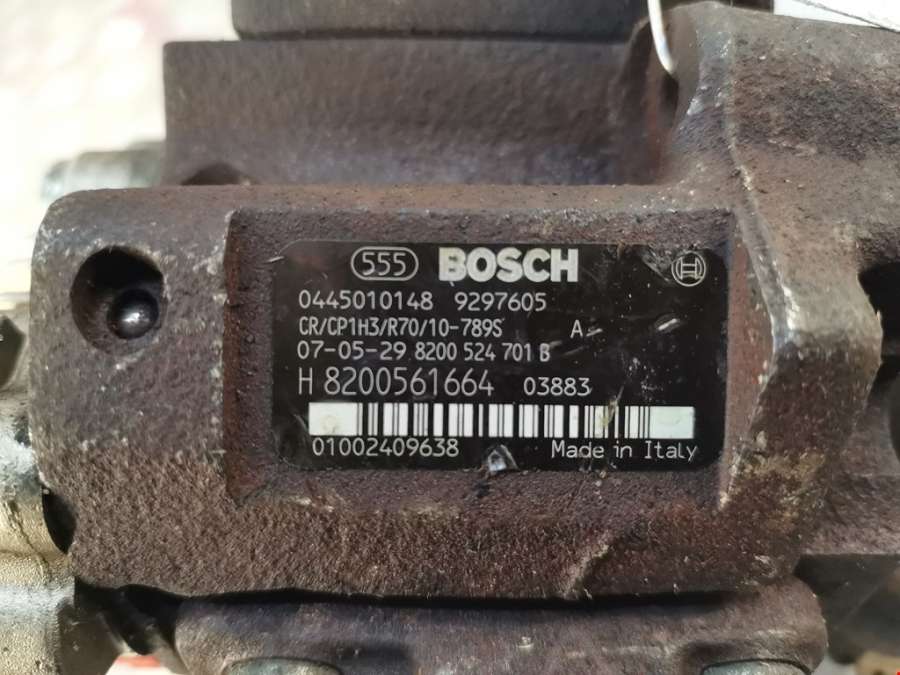 555 BOSCH
0445010148 9297605
CR/CP1H3/R70/10-789S A
07-05-29 8200 524 701 B
H 8200561664 03883
01002409638 Made in Italy